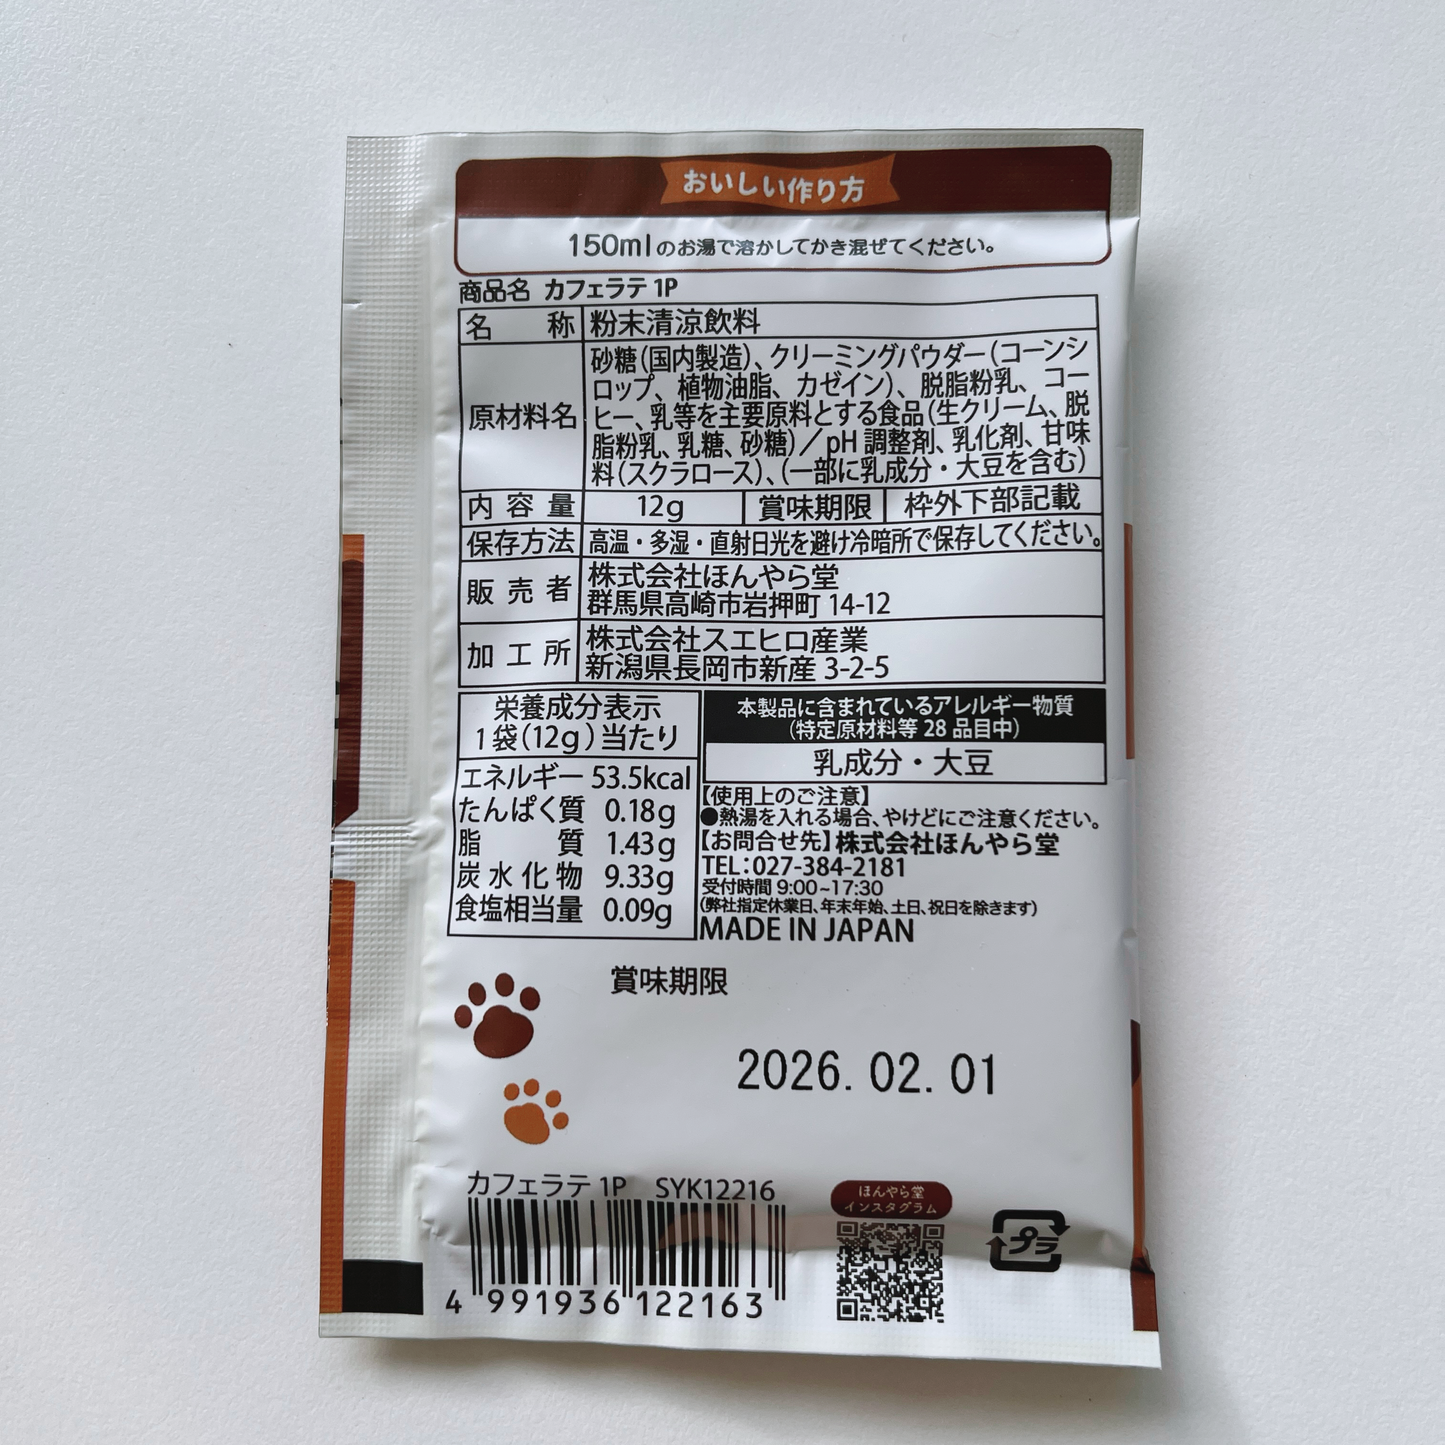 おいしい作り方
150mlのお湯で溶かしてかき混ぜてください。
商品名 カフェラテ 1P
名称 粉末清涼飲料
原材料名 砂糖(国内製造)、クリーミングパウダー(コーンシ
ロップ、植物油脂、カゼイン)、脱脂粉乳、コー
ヒー、乳等を主要原料とする食品(生クリーム、脱
脂粉乳、乳糖、砂糖)/pH調整剤、乳化剤、甘味
料(スクラロース)、(一部に乳成分・大豆を含む)
内容量 12g 賞味期限 枠外下部記載
保存方法 高温・多湿・直射日光を避け冷暗所で保存してください。
販売者 株式会社ほんやら堂
群馬県高崎市岩押町 14-12
加工所 株式会社スエヒロ産業
新潟県長岡市新産 3-2-5
栄養成分表示
1袋(12g)当たり
エネルギー 53.5kcal
たんぱく質 0.18g
脂質 1.43g
炭水化物 9.33g
食塩相当量 0.09g
本製品に含まれているアレルギー物質
(特定原材料等 28 品目中)
乳成分・大豆
【使用上のご注意】
●熱湯を入れる場合、やけどにご注意ください。
【お問合せ先】株式会社ほんやら堂
TEL:027-384-2181
受付時間 9:00~17:30
(弊社指定休業日、年末年始、土日、祝日を除きます)
MADE IN JAPAN
賞味期限
2026.02.01
カフェラテ 1P SYK12216
4 991936 122163
ほんやら堂
インスタグラム
プラ